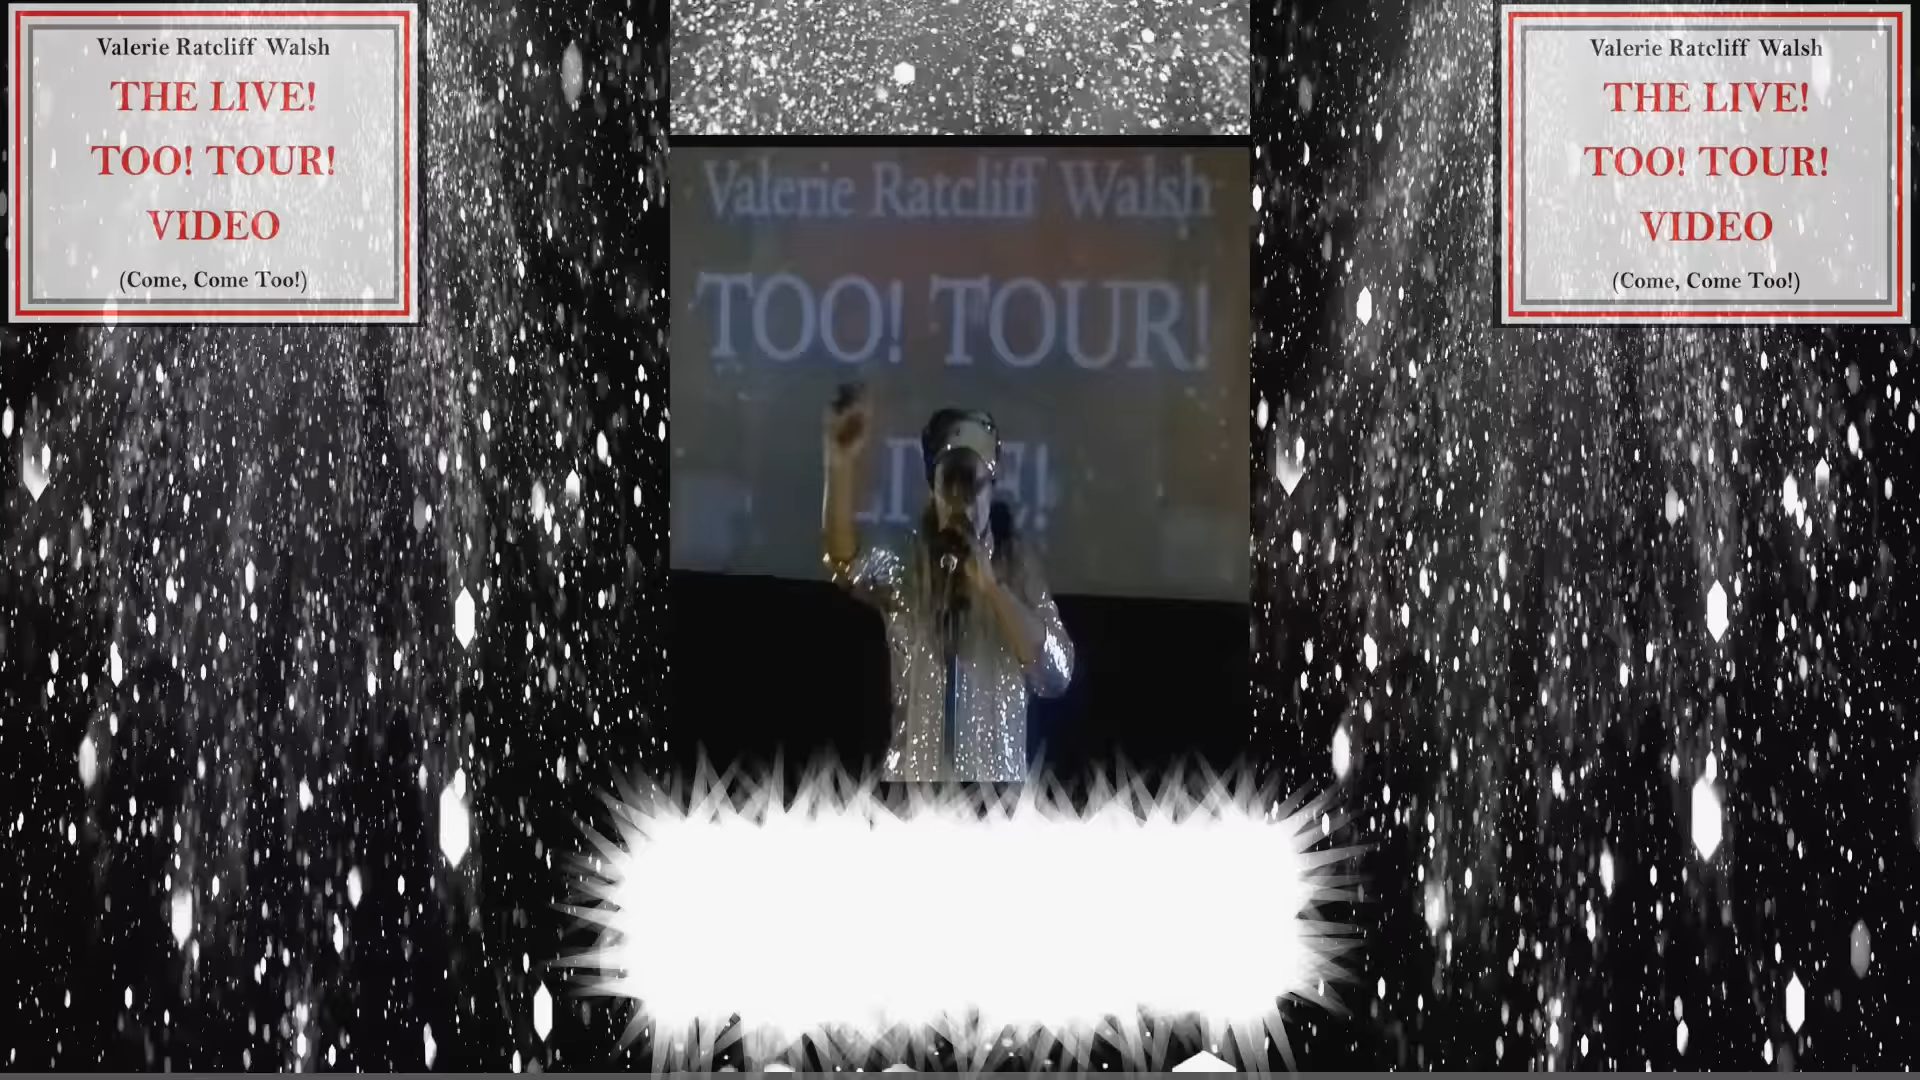 Valerie Ratcliff Walsh
THE LIVE!
TOO! TOUR!
VIDEO
(Come, Come Too!)
Valerie Ratcliff Walsh
TOO! TOUR!
LIVE!
Valerie Ratcliff Walsh
THE LIVE!
TOO! TOUR!
VIDEO
(Come, Come Too!)